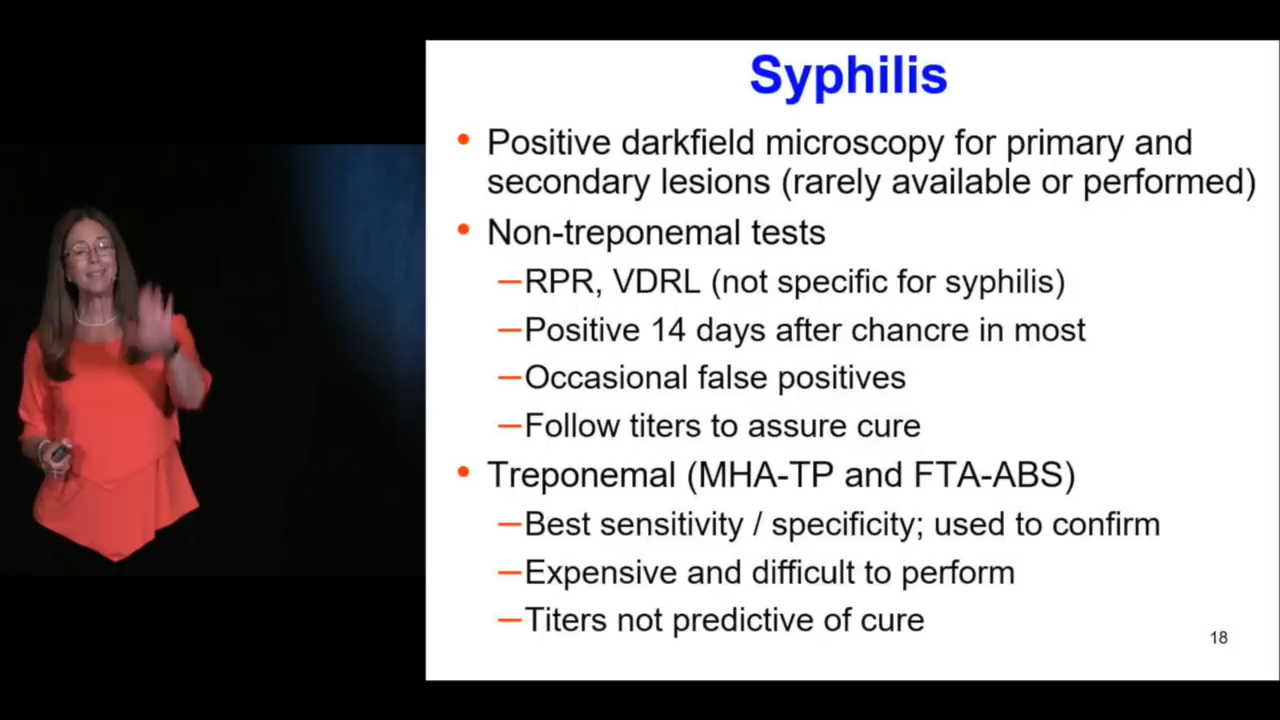 Syphilis
• Positive darkfield microscopy for primary and
secondary lesions (rarely available or performed)
• Non-treponemal tests
–RPR, VDRL (not specific for syphilis)
–Positive 14 days after chancre in most
–Occasional false positives
–Follow titers to assure cure
• Treponemal (MHA-TP and FTA-ABS)
–Best sensitivity / specificity; used to confirm
–Expensive and difficult to perform
–Titers not predictive of cure
18